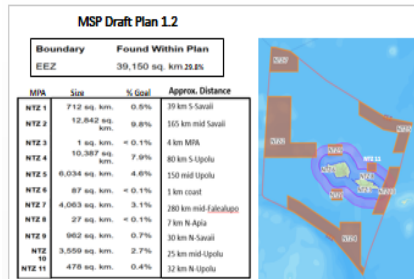 MSP Draft Plan 1.2
Boundary Found Within Plan
EEZ 39,150 sq. km. 29.8%
MPA Size % Goal Approx. Distance
NTZ 1 712 sq. km. 0.5% 39 km S-Savaii
NTZ 2 12,842 sq. km. 9.8% 165 km mid Savaii
NTZ 3 1 sq. km. < 0.1% 4 km MPA
NTZ 4 10,387 sq. km. 7.9% 80 km S-Upolu
NTZ 5 6,034 sq. km. 4.6% 150 mid Upolu
NTZ 6 87 sq. km. < 0.1% 1 km coast
NTZ 7 4,063 sq. km. 3.1% 280 km mid-Falealupo
NTZ 8 27 sq. km. < 0.1% 7 km N-Apia
NTZ 9 962 sq. km. 0.7% 30 km N-Savaii
NTZ 10 3,559 sq. km. 2.7% 25 km mid-Upolu
NTZ 11 478 sq. km. 0.4% 32 km N-Upolu
NTZ 11